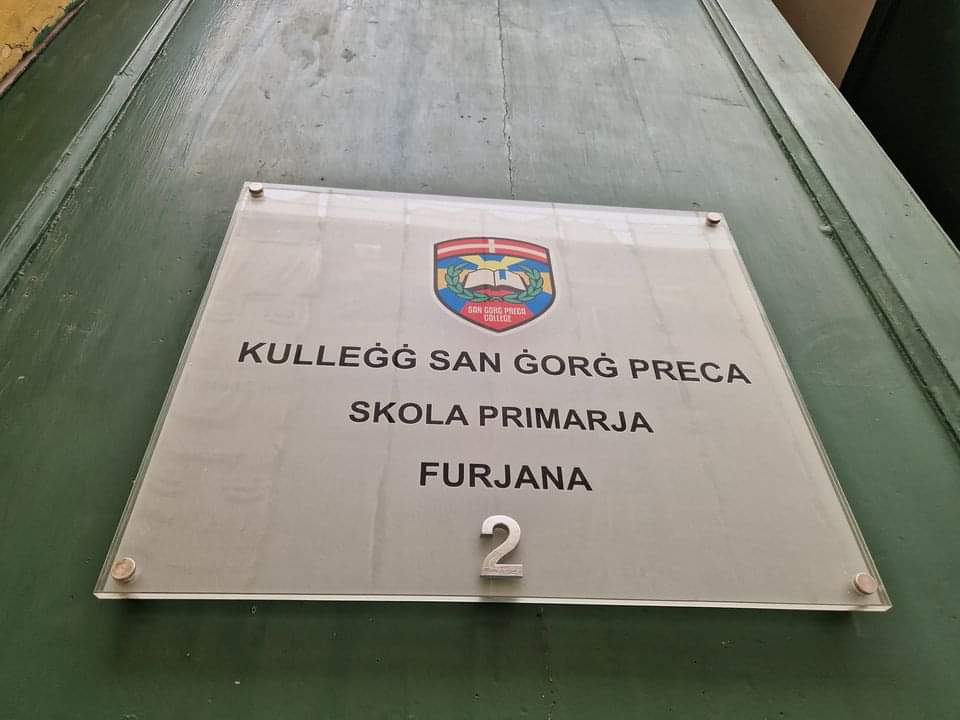 SAN ĠORĠ PRECA
COLLEGE
KULLEĠĠ SAN ĠORĠ PRECA
SKOLA PRIMARJA
FURJANA
2